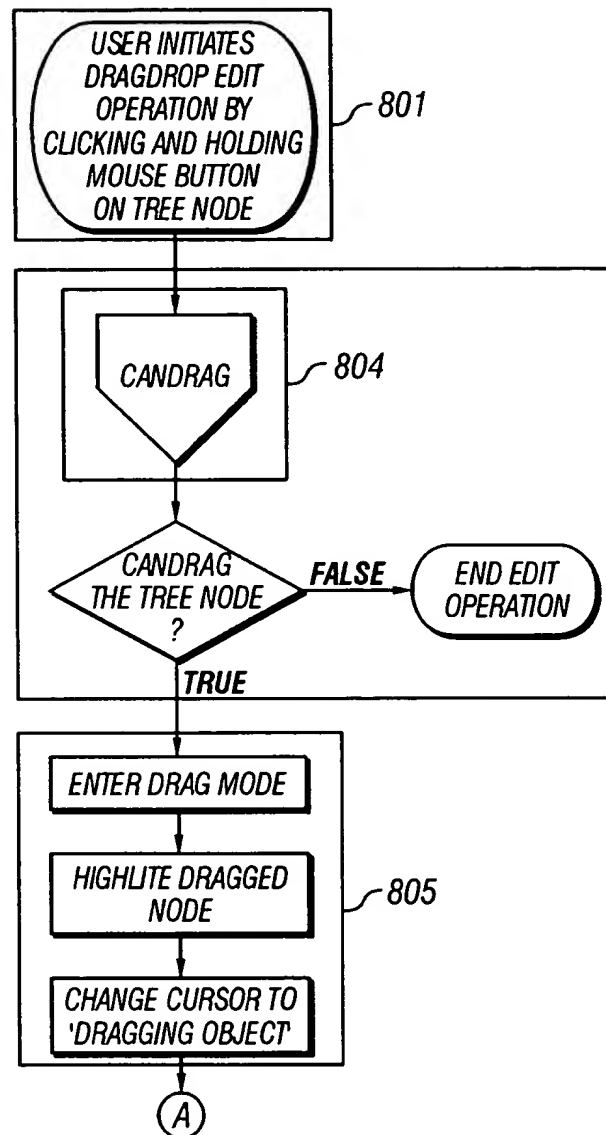 USER INITIATES
DRAGDROP EDIT
OPERATION BY
CLICKING AND HOLDING
MOUSE BUTTON
ON TREE NODE
801
CANDRAG
804
CANDRAG
THE TREE NODE
?
FALSE
END EDIT
OPERATION
TRUE
ENTER DRAG MODE
HIGHLITE DRAGGED
NODE
805
CHANGE CURSOR TO
'DRAGGING OBJECT'
A